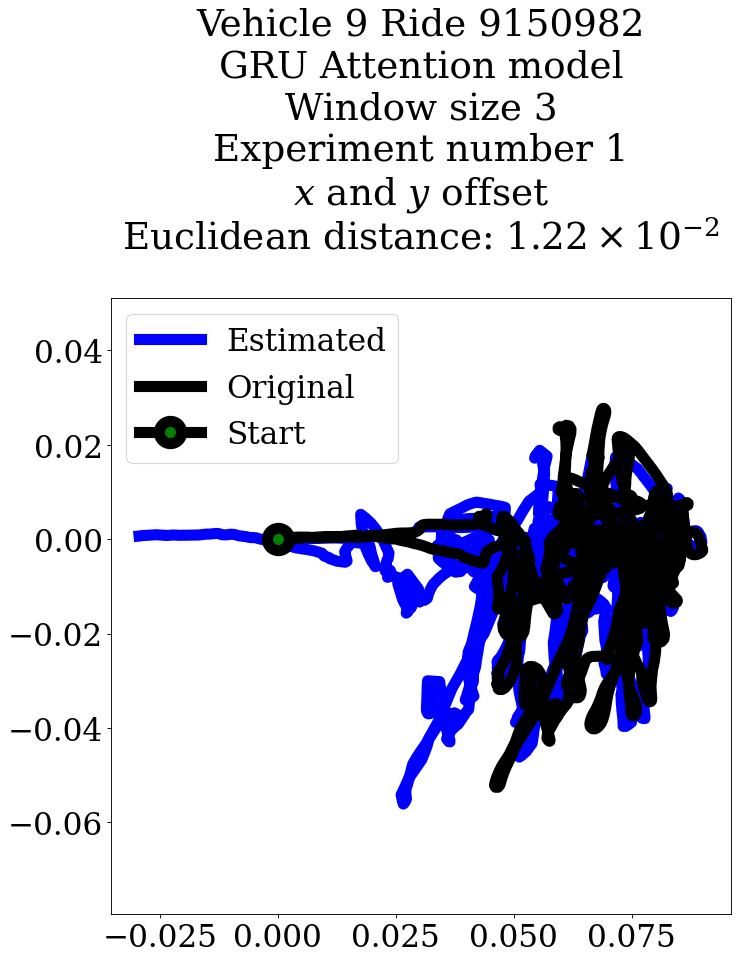 Vehicle 9 Ride 9150982
GRU Attention model
Window size 3
Experiment number 1
x and y offset
Euclidean distance: 1.22 × 10⁻²
Estimated
Original
Start
0.04
0.02
0.00
−0.02
−0.04
−0.06
−0.025 0.000 0.025 0.050 0.075